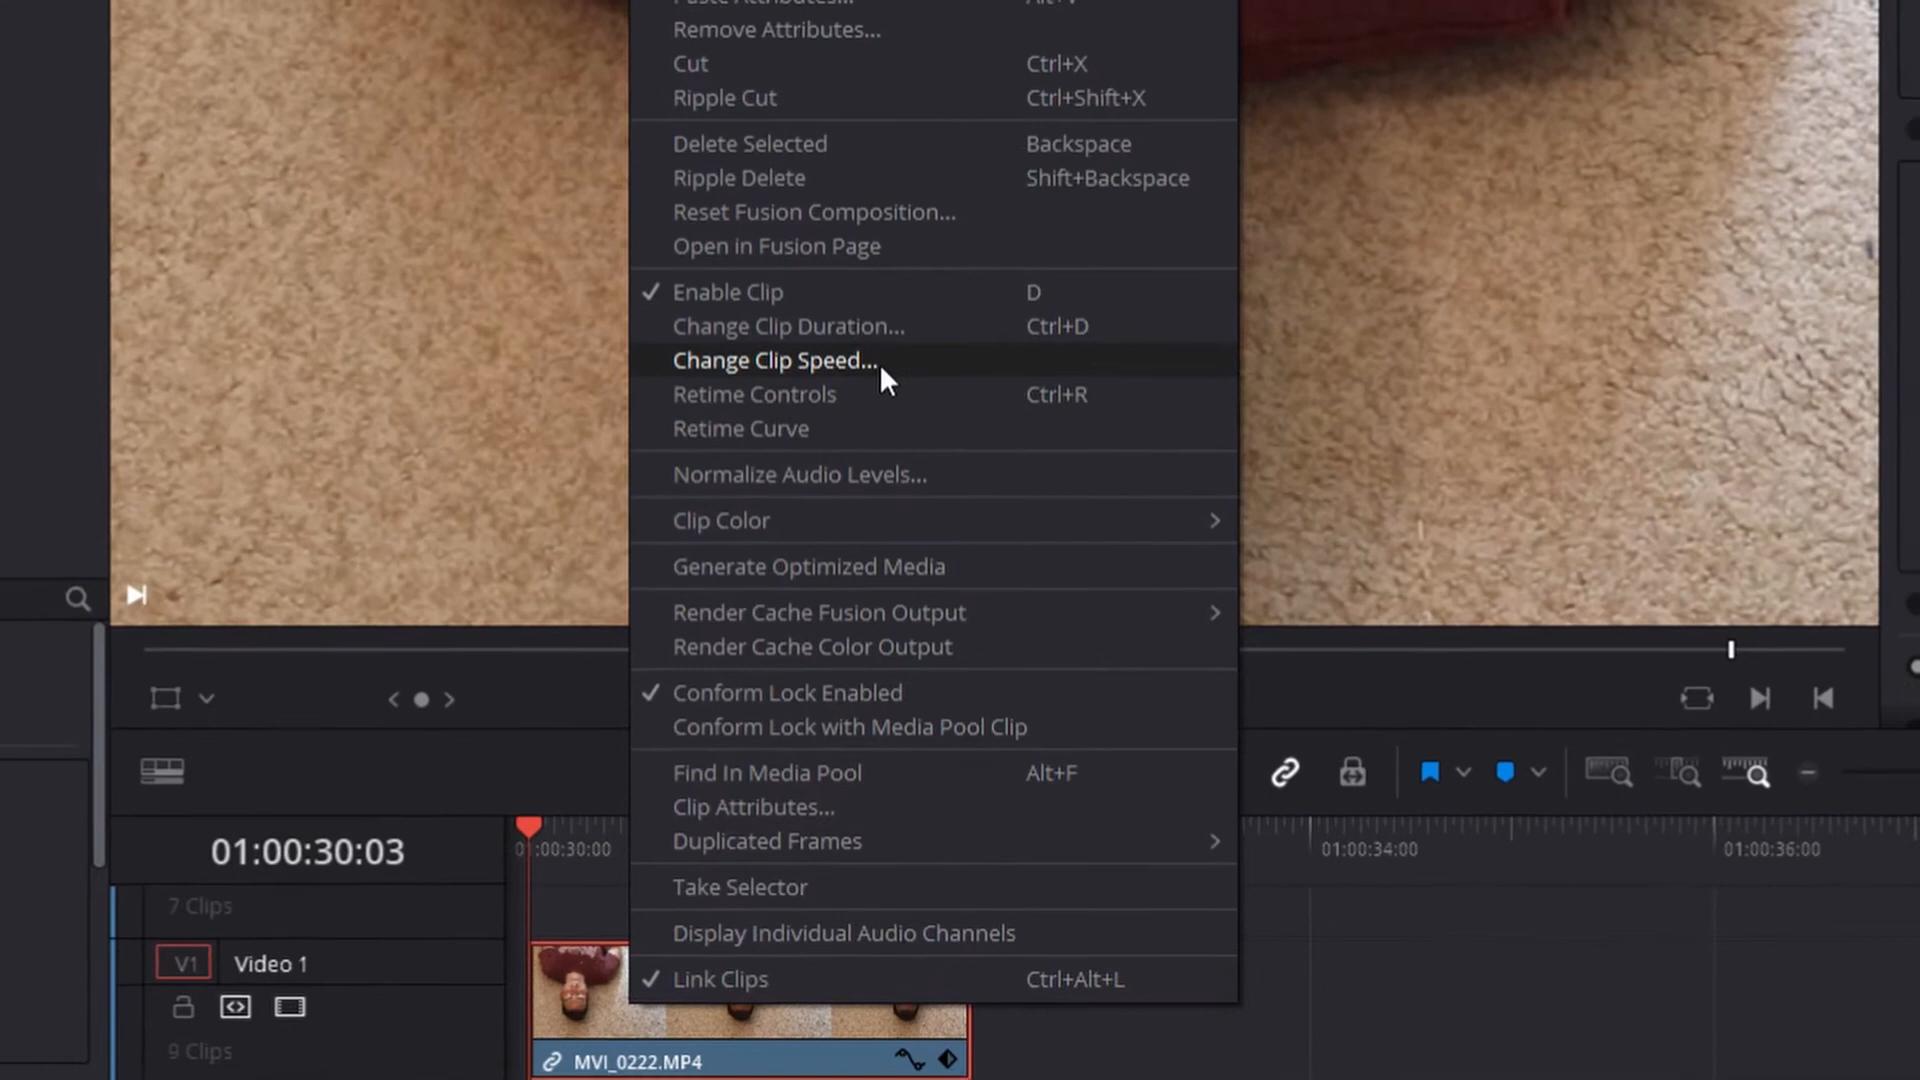 Paste Attributes... Alt+V
Remove Attributes...
Cut Ctrl+X
Ripple Cut Ctrl+Shift+X
Delete Selected Backspace
Ripple Delete Shift+Backspace
Reset Fusion Composition...
Open in Fusion Page
Enable Clip D
Change Clip Duration... Ctrl+D
Change Clip Speed...
Retime Controls Ctrl+R
Retime Curve
Normalize Audio Levels...
Clip Color
Generate Optimized Media
Render Cache Fusion Output
Render Cache Color Output
Conform Lock Enabled
Conform Lock with Media Pool Clip
Find In Media Pool Alt+F
Clip Attributes...
Duplicated Frames
Take Selector
Display Individual Audio Channels
Link Clips Ctrl+Alt+L
01:00:30:03
01:00:30:00
01:00:34:00
01:00:36:00
7 Clips
V1 Video 1
9 Clips
MVI_0222.MP4